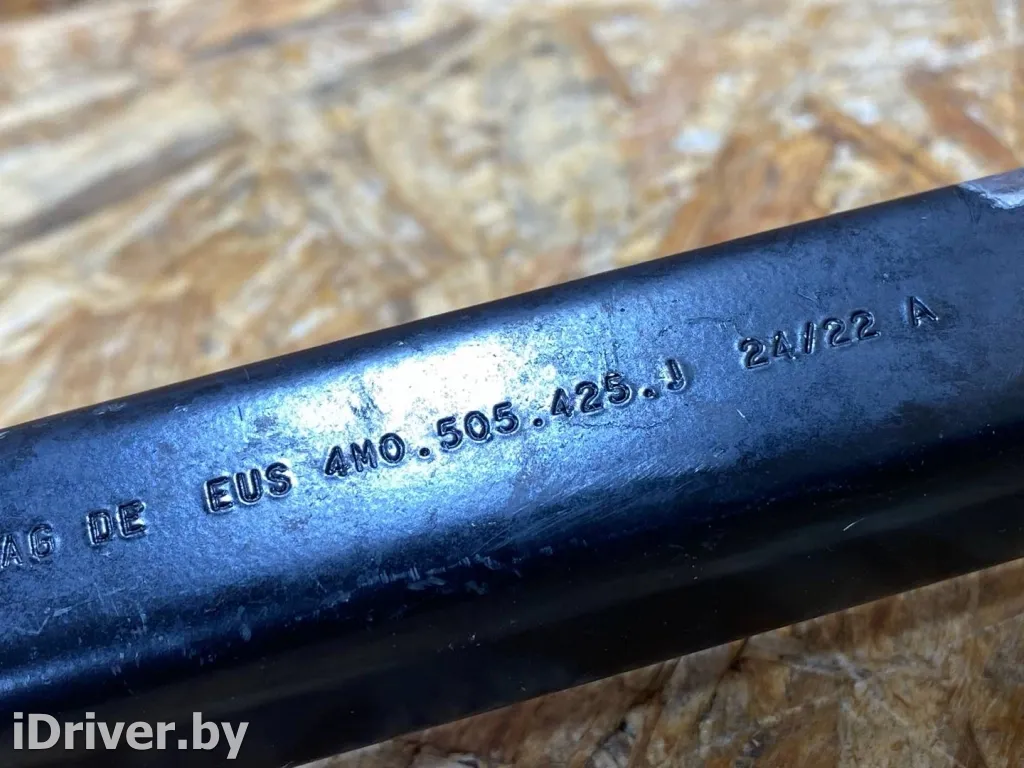 AG DE EUS 4M0.505.425.J 24/22 A
iDriver.by